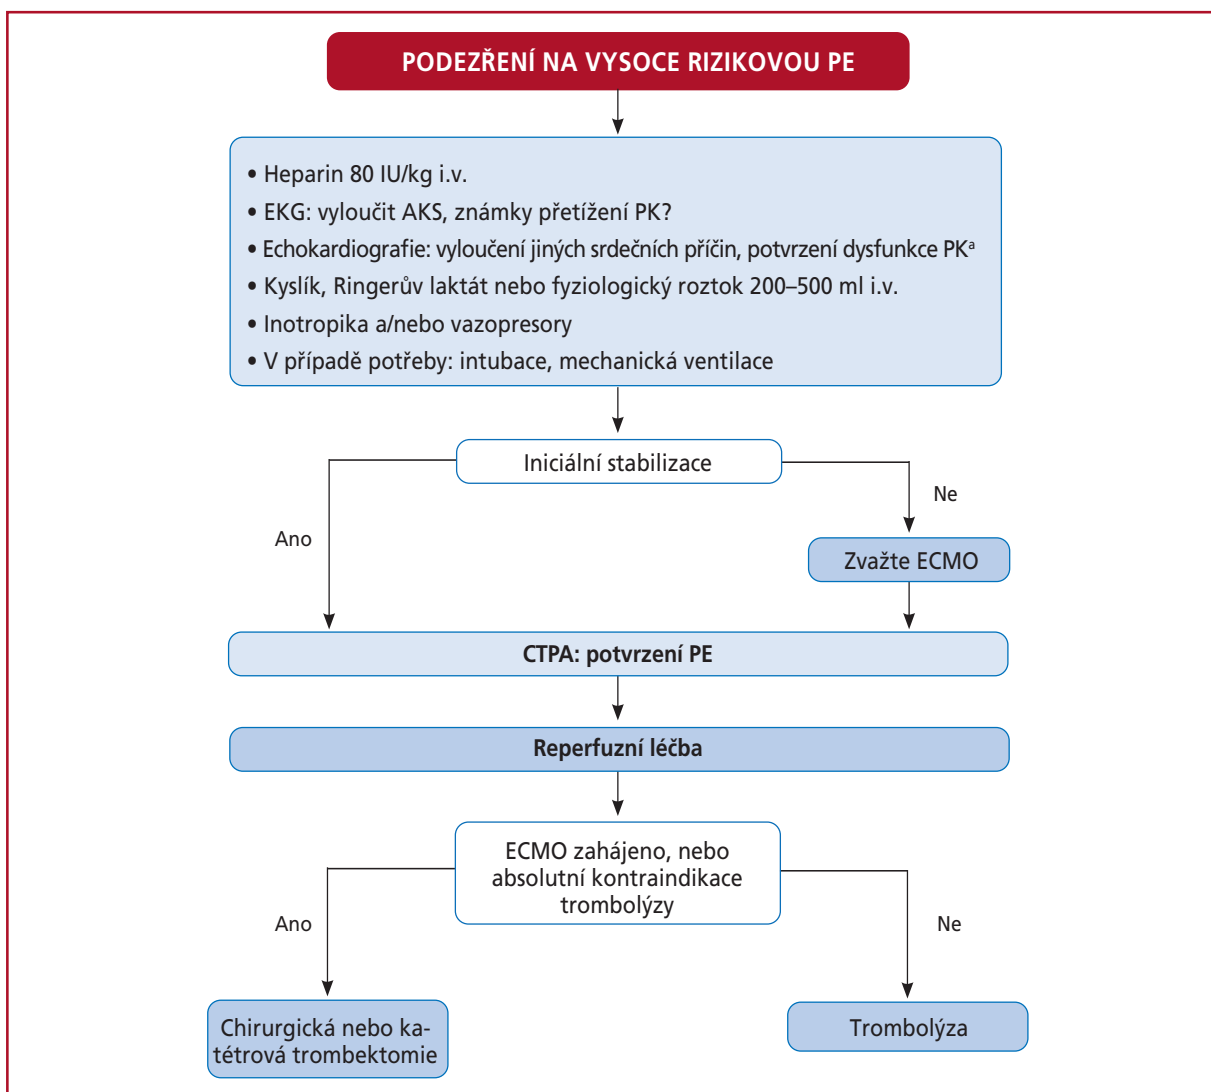 PODEZŘENÍ NA VYSOCE RIZIKOVOU PE
• Heparin 80 IU/kg i.v.
• EKG: vyloučit AKS, známky přetížení PK?
• Echokardiografie: vyloučení jiných srdečních příčin, potvrzení dysfunkce PKᵃ
• Kyslík, Ringerův laktát nebo fyziologický roztok 200–500 ml i.v.
• Inotropika a/nebo vazopresory
• V případě potřeby: intubace, mechanická ventilace
Iniciální stabilizace
Ano
Ne
Zvažte ECMO
CTPA: potvrzení PE
Reperfuzní léčba
ECMO zahájeno, nebo
absolutní kontraindikace
trombolýzy
Ano
Ne
Chirurgická nebo ka-
tétrová trombektomie
Trombolýza